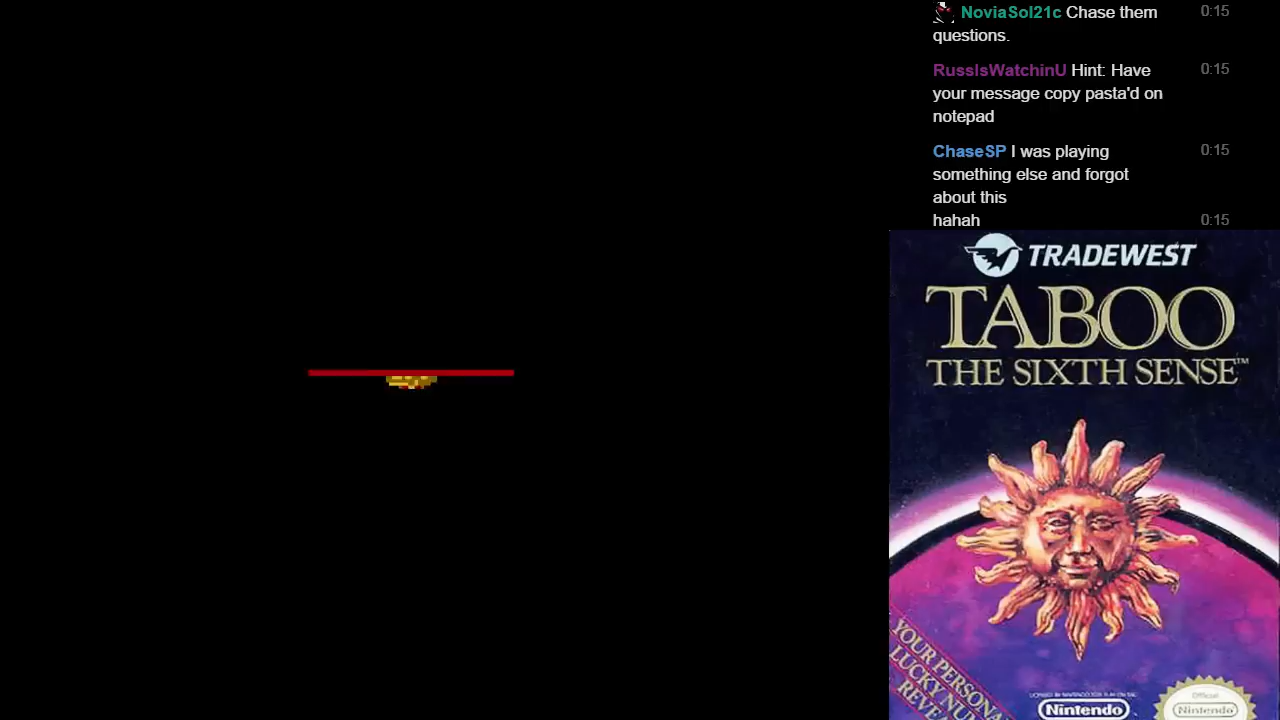 NoviaSol21c Chase them 0:15
questions.
RussIsWatchinU Hint: Have 0:15
your message copy pasta'd on
notepad
ChaseSP I was playing 0:15
something else and forgot
about this
hahah 0:15
TRADEWEST
TABOO
THE SIXTH SENSE™
YOUR PERSONA
LUCKY NU
REVE
Nintendo
Official
Nintendo